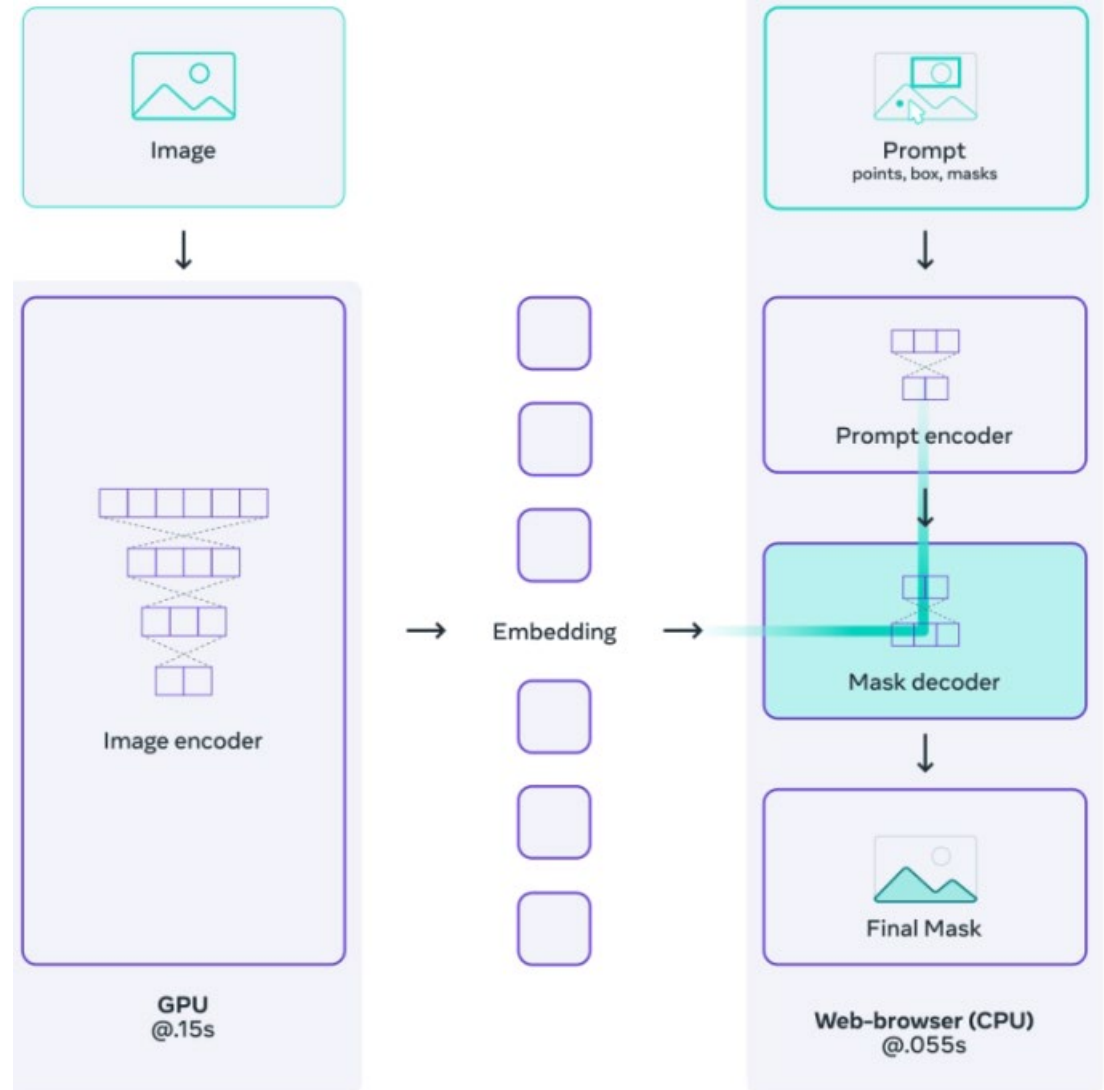 Image
Image encoder
GPU
@.15s
Embedding
Prompt
points, box, masks
Prompt encoder
Mask decoder
Final Mask
Web-browser (CPU)
@.055s